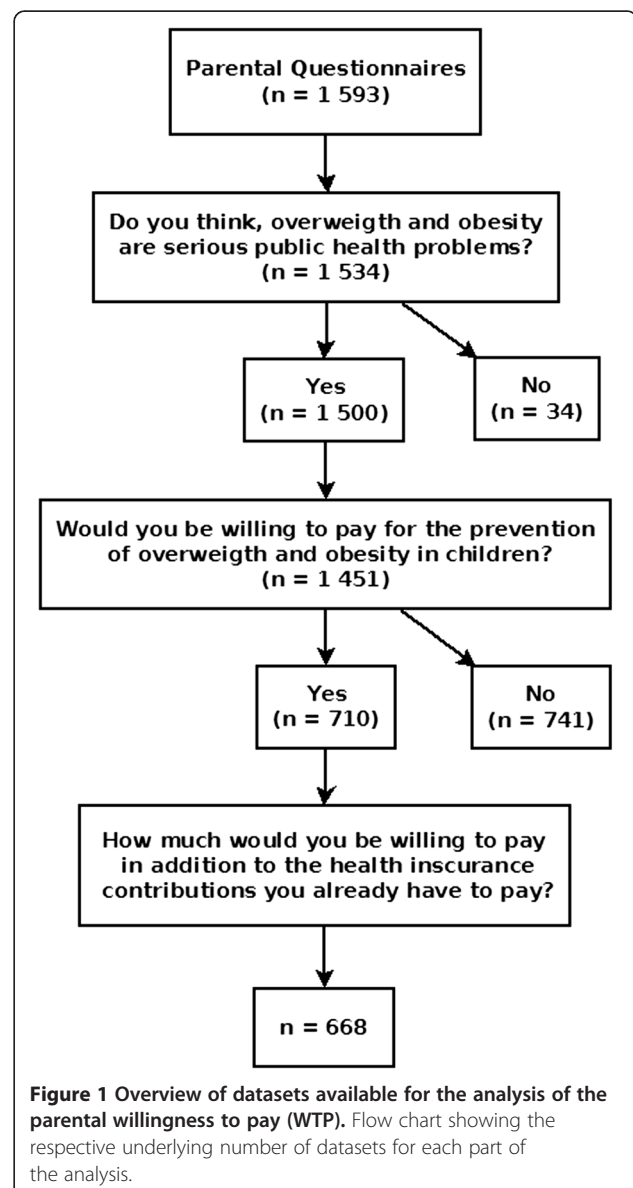 Parental Questionnaires
(n = 1 593)
Do you think, overweigth and obesity
are serious public health problems?
(n = 1 534)
Yes
(n = 1 500)
No
(n = 34)
Would you be willing to pay for the prevention
of overweigth and obesity in children?
(n = 1 451)
Yes
(n = 710)
No
(n = 741)
How much would you be willing to pay
in addition to the health inscurance
contributions you already have to pay?
n = 668
Figure 1 Overview of datasets available for the analysis of the
parental willingness to pay (WTP). Flow chart showing the
respective underlying number of datasets for each part of
the analysis.